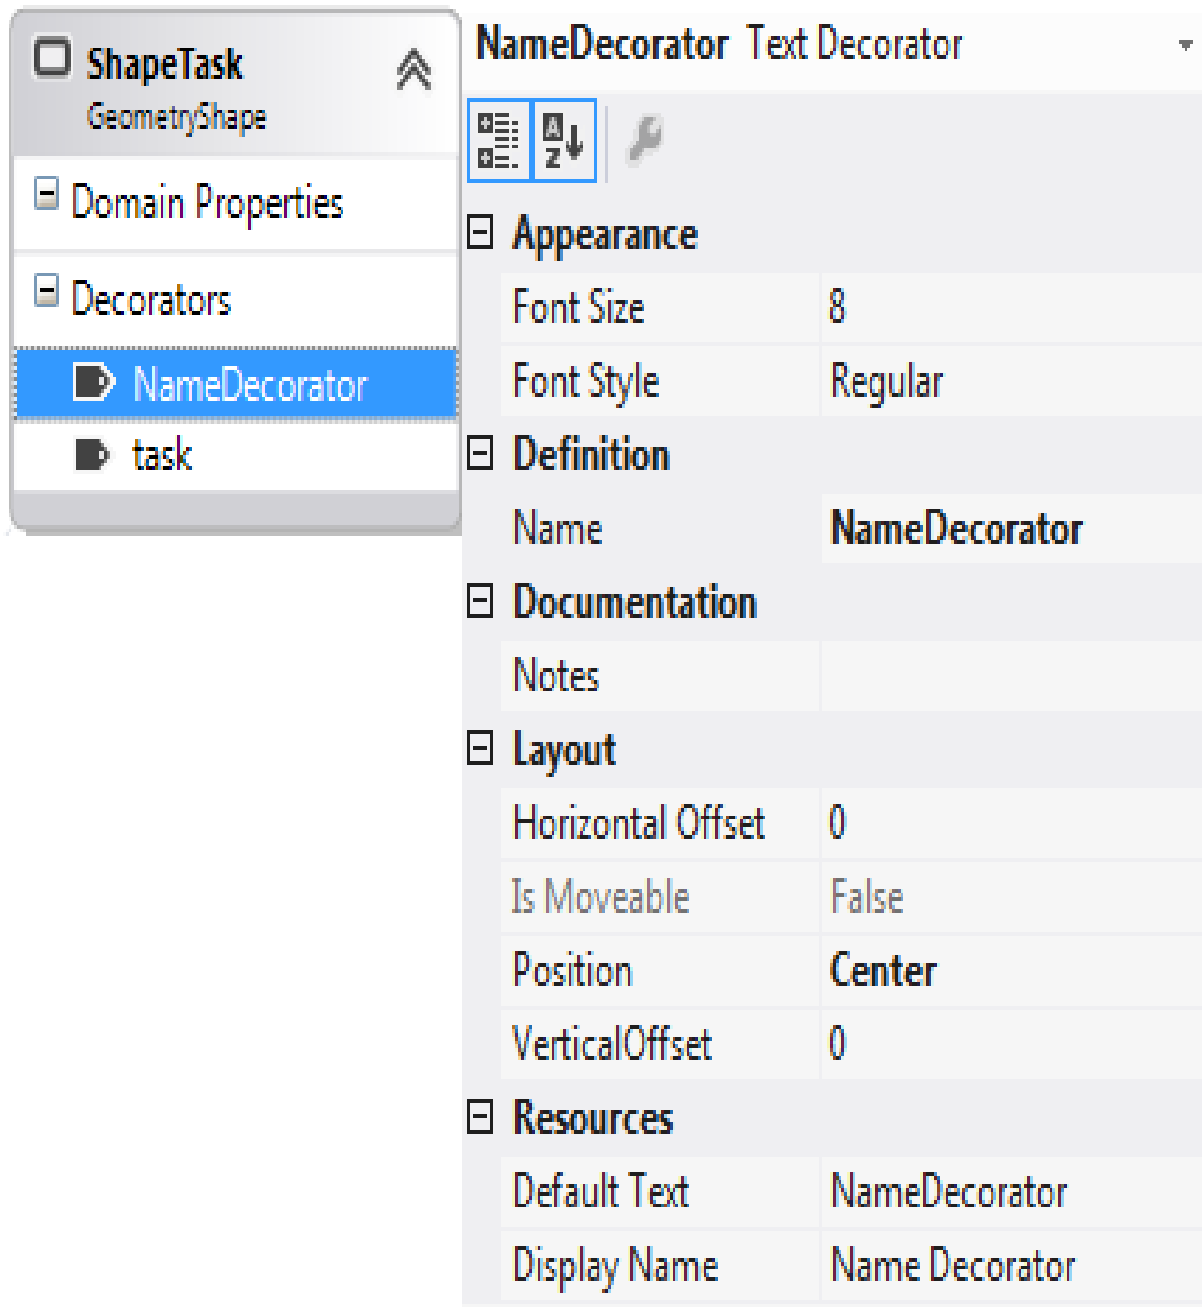 ShapeTask
GeometryShape
Domain Properties
Decorators
NameDecorator
task
NameDecorator Text Decorator
A
Z
Appearance
Font Size 8
Font Style Regular
Definition
Name NameDecorator
Documentation
Notes
Layout
Horizontal Offset 0
Is Moveable False
Position Center
VerticalOffset 0
Resources
Default Text NameDecorator
Display Name Name Decorator